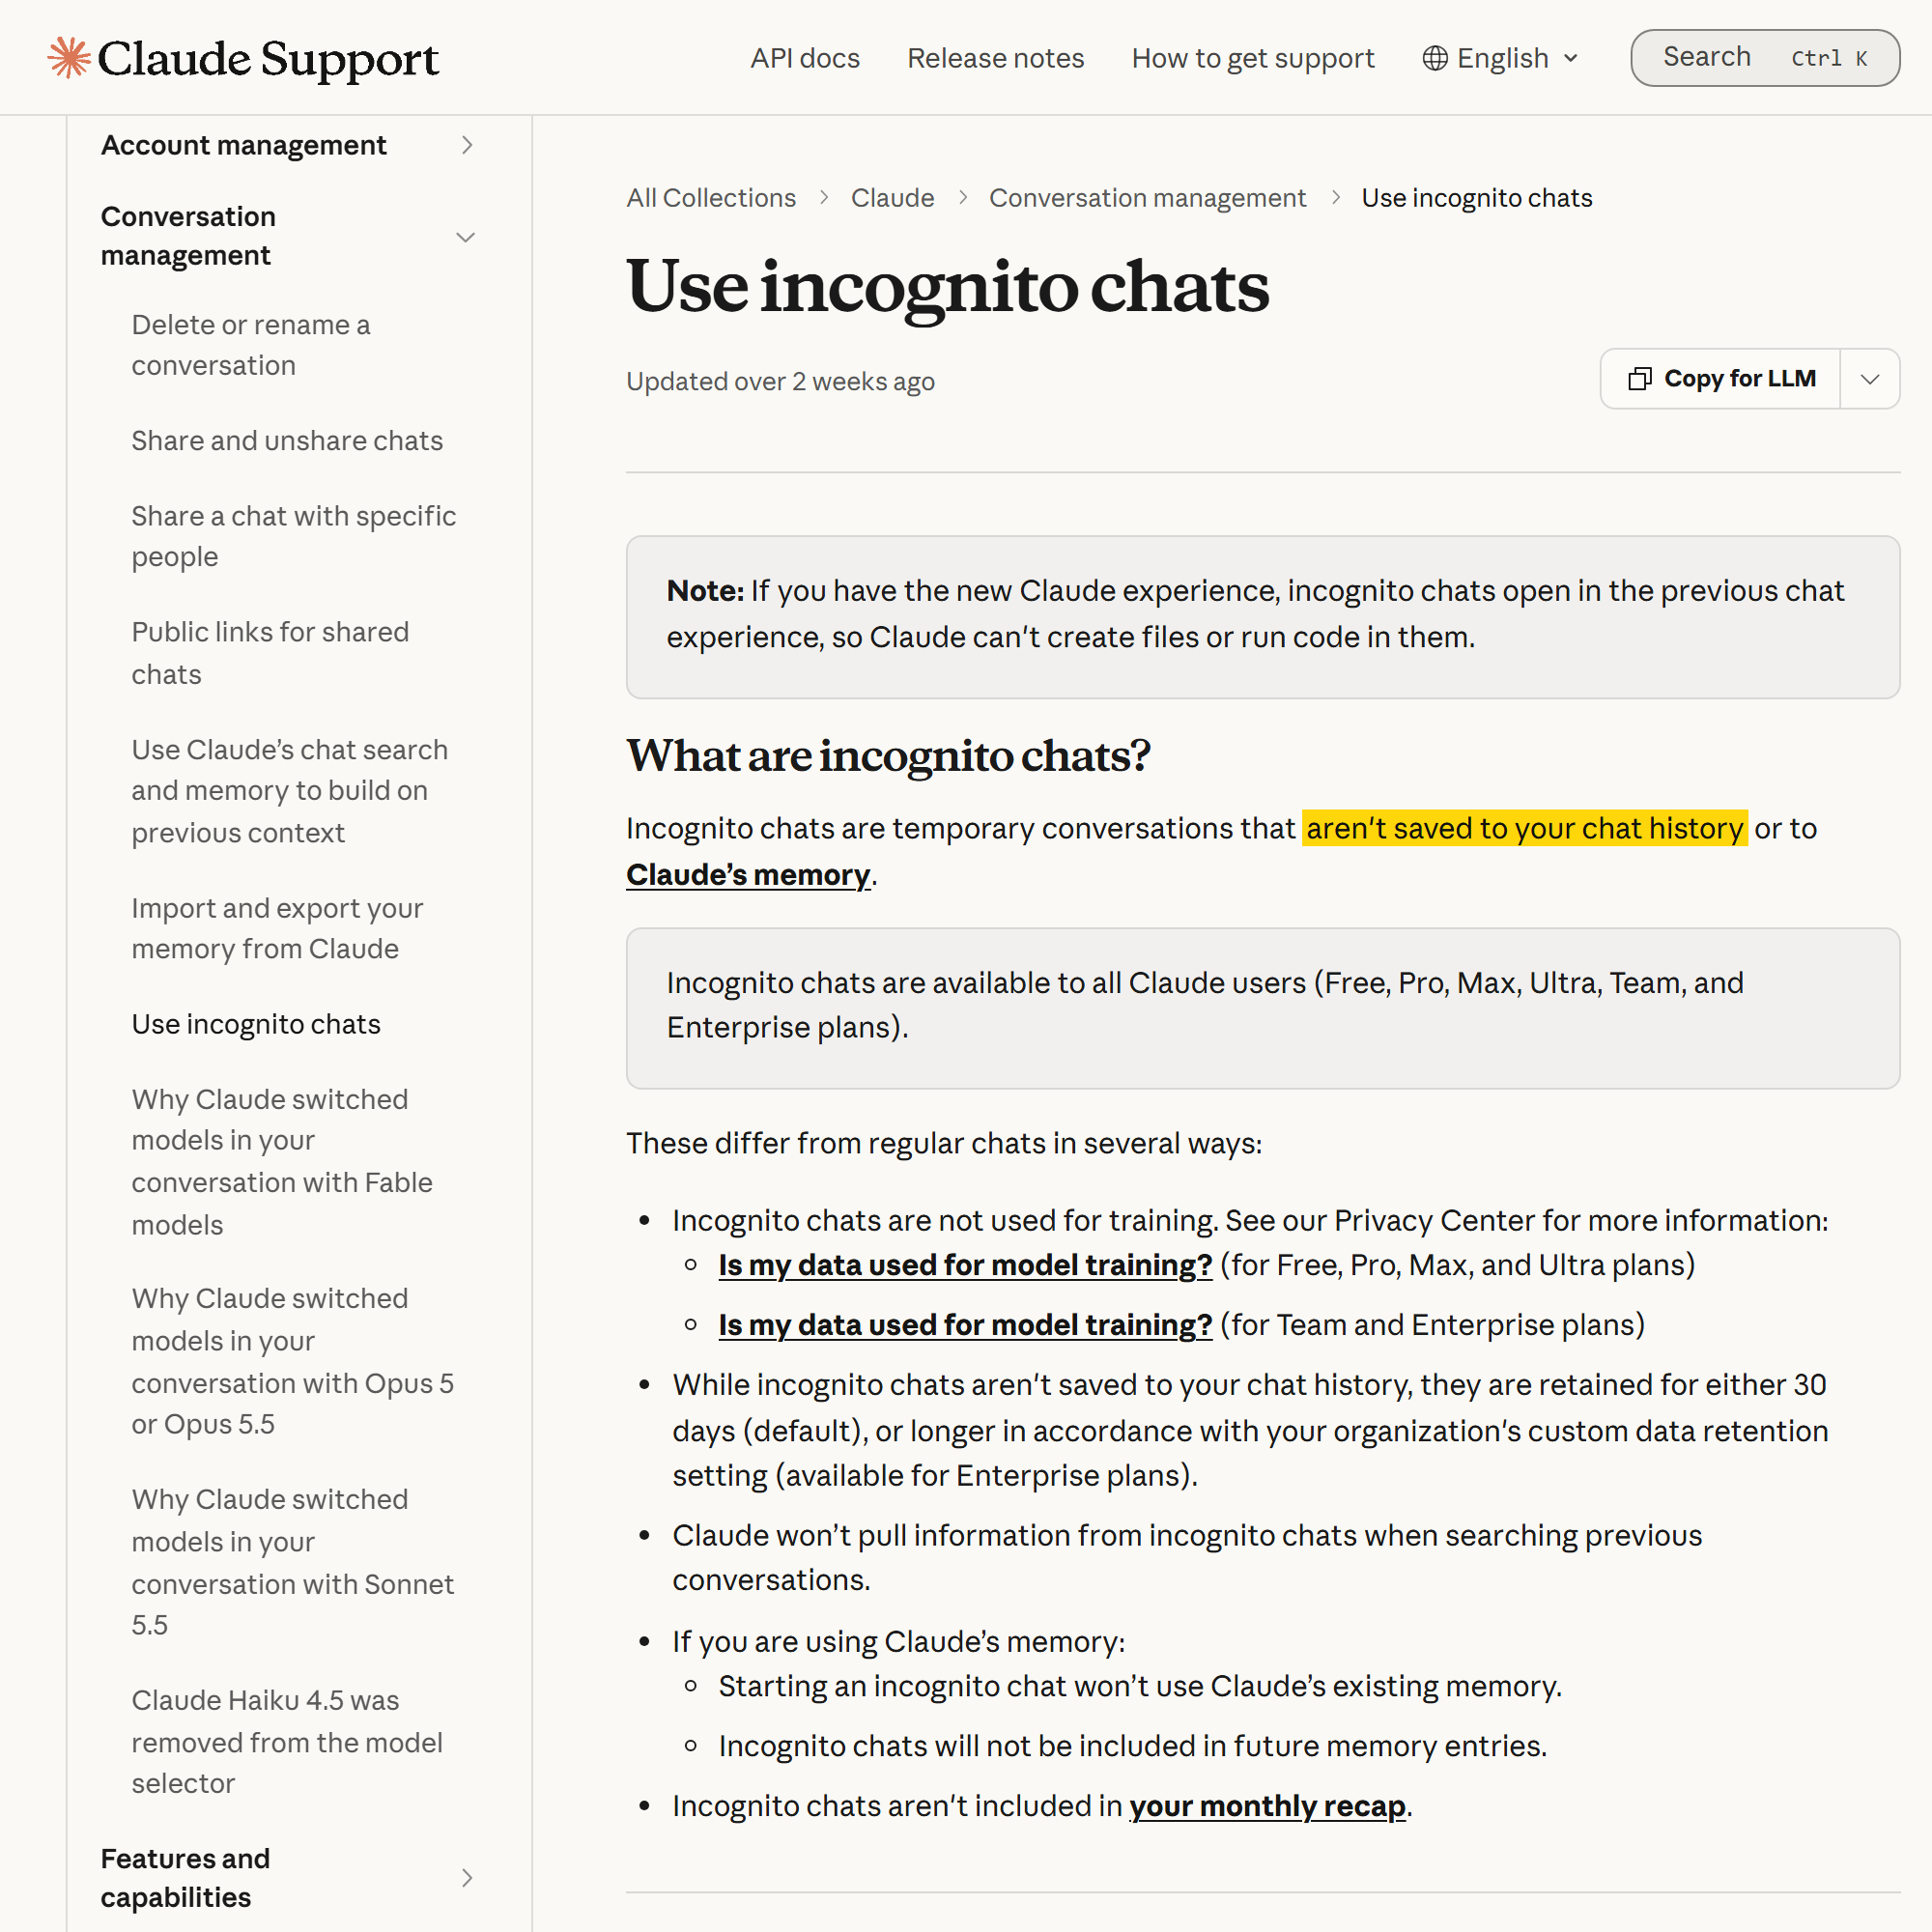 Claude Support
API docs
Release notes
How to get support
English
Search Ctrl K
Account management
Conversation
management
Delete or rename a
conversation
Share and unshare chats
Share a chat with specific
people
Public links for shared
chats
Use Claude’s chat search
and memory to build on
previous context
Import and export your
memory from Claude
Use incognito chats
Why Claude switched
models in your
conversation with Fable
models
Why Claude switched
models in your
conversation with Opus 5
or Opus 5.5
Why Claude switched
models in your
conversation with Sonnet
5.5
Claude Haiku 4.5 was
removed from the model
selector
Features and
capabilities
All Collections > Claude > Conversation management > Use incognito chats
Use incognito chats
Updated over 2 weeks ago
Copy for LLM
Note: If you have the new Claude experience, incognito chats open in the previous chat
experience, so Claude can't create files or run code in them.
What are incognito chats?
Incognito chats are temporary conversations that aren't saved to your chat history or to
Claude’s memory.
Incognito chats are available to all Claude users (Free, Pro, Max, Ultra, Team, and
Enterprise plans).
These differ from regular chats in several ways:
• Incognito chats are not used for training. See our Privacy Center for more information:
◦ Is my data used for model training? (for Free, Pro, Max, and Ultra plans)
◦ Is my data used for model training? (for Team and Enterprise plans)
• While incognito chats aren't saved to your chat history, they are retained for either 30
days (default), or longer in accordance with your organization's custom data retention
setting (available for Enterprise plans).
• Claude won’t pull information from incognito chats when searching previous
conversations.
• If you are using Claude’s memory:
◦ Starting an incognito chat won’t use Claude’s existing memory.
◦ Incognito chats will not be included in future memory entries.
• Incognito chats aren't included in your monthly recap.